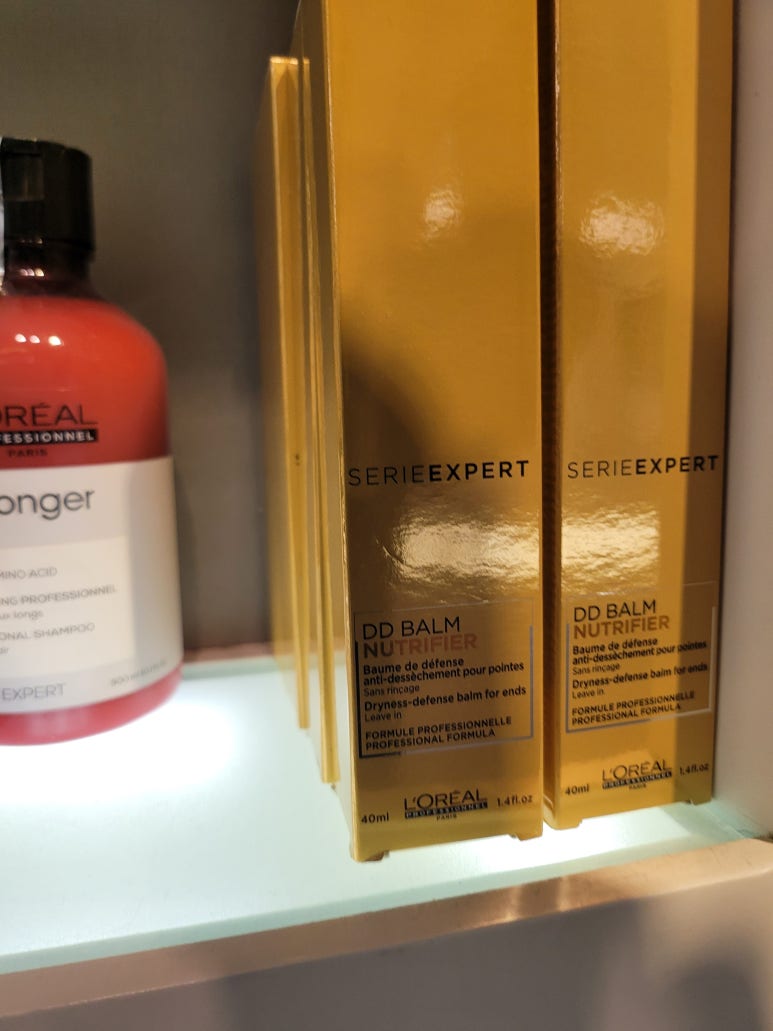 ORÉAL
FESSIONNEL
PARIS
onger
MINO ACID
NG PROFESSIONNEL
ux longs
ONAL SHAMPOO
air
EXPERT
SERIEEXPERT
DD BALM
NUTRIFIER
Baume de défense
anti-dessèchement pour pointes
Sans rinçage
Dryness-defense balm for ends
Leave in
FORMULE PROFESSIONNELLE
PROFESSIONAL FORMULA
40ml
L'ORÉAL
PROFESSIONNEL
PARIS
1.4fl.oz
SERIEEXPERT
DD BALM
NUTRIFIER
Baume de défense
anti-dessèchement pour pointes
Sans rinçage
Dryness-defense balm for ends
Leave in
FORMULE PROFESSIONNELLE
PROFESSIONAL FORMULA
40ml
L'ORÉAL
PROFESSIONNEL
PARIS
1.4fl.oz